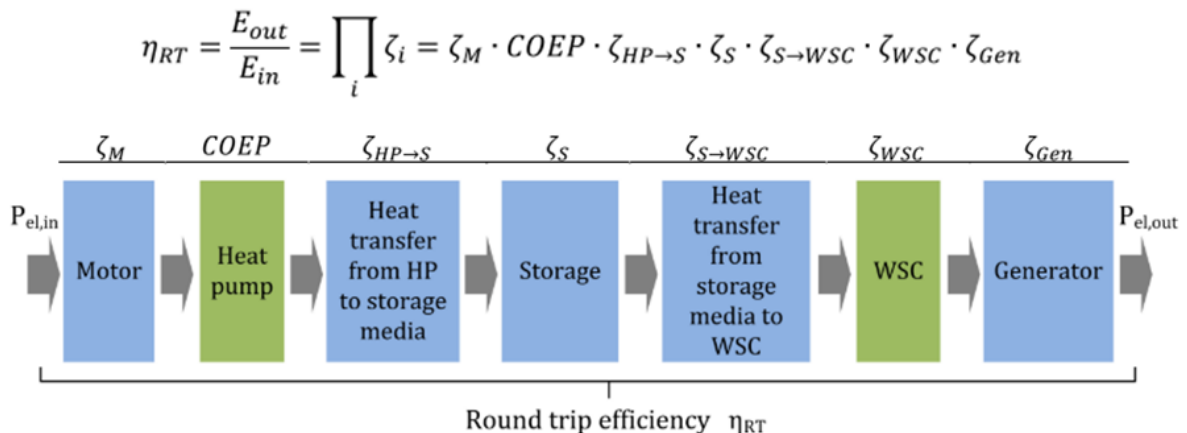 η_RT = E_out / E_in = ∏_i ζ_i = ζ_M · COEP · ζ_HP→S · ζ_S · ζ_S→WSC · ζ_WSC · ζ_Gen
ζ_M COEP ζ_HP→S ζ_S ζ_S→WSC ζ_WSC ζ_Gen
P_el,in
Motor
Heat
pump
Heat
transfer
from HP
to storage
media
Storage
Heat
transfer
from
storage
media to
WSC
WSC
Generator
P_el,out
Round trip efficiency η_RT